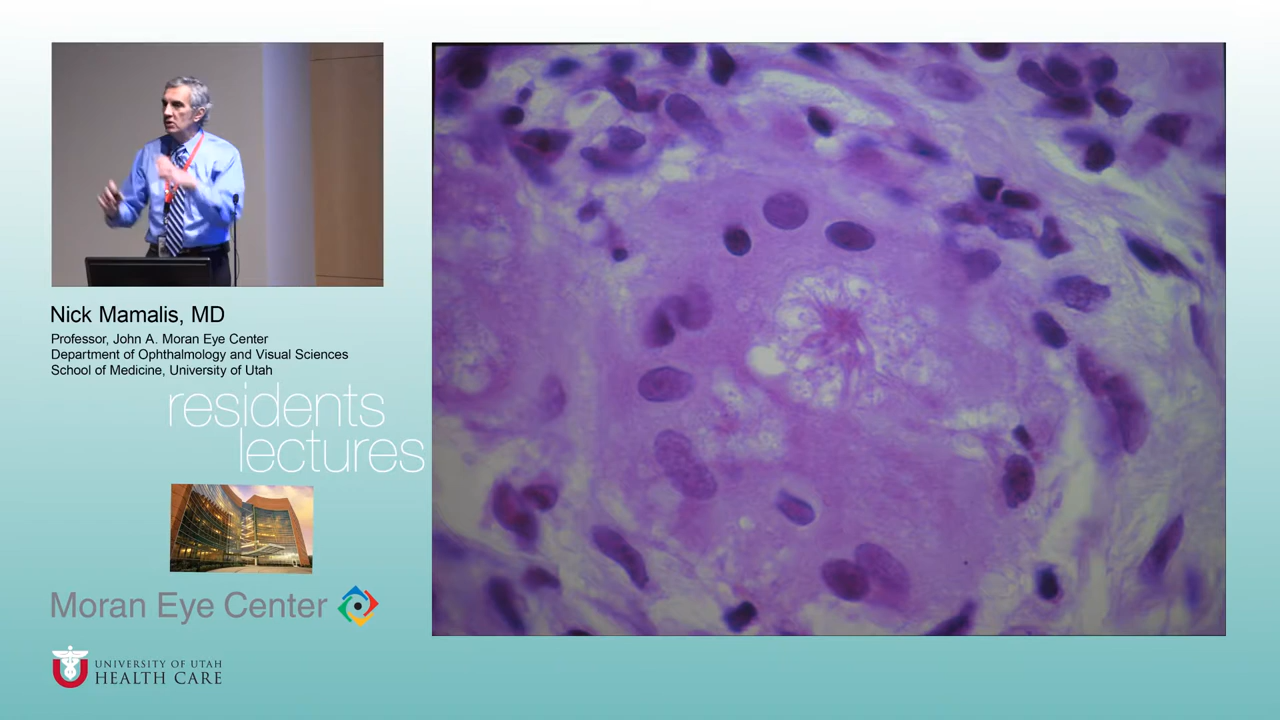 Nick Mamalis, MD
Professor, John A. Moran Eye Center
Department of Ophthalmology and Visual Sciences
School of Medicine, University of Utah
residents
lectures
Moran Eye Center
U UNIVERSITY OF UTAH
HEALTH CARE